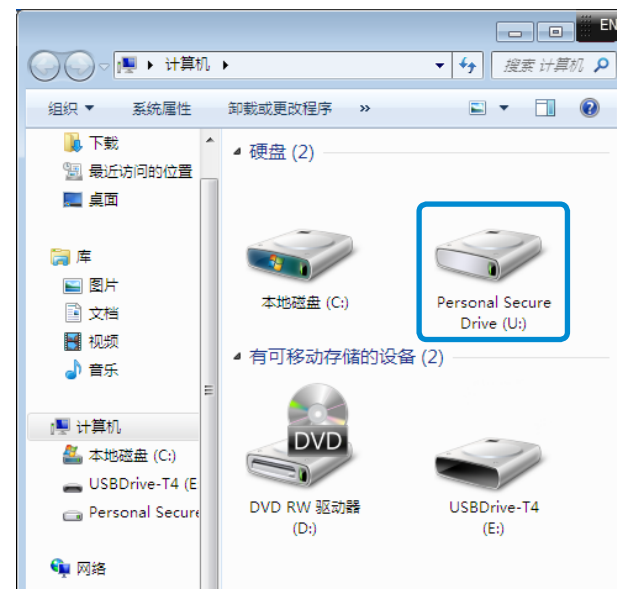 EN
计算机
搜索 计算机
组织
系统属性
卸载或更改程序
»
下载
最近访问的位置
桌面
库
图片
文档
视频
音乐
计算机
本地磁盘 (C:)
USBDrive-T4 (E
Personal Secure
网络
硬盘 (2)
本地磁盘 (C:)
Personal Secure
Drive (U:)
有可移动存储的设备 (2)
DVD
DVD RW 驱动器
(D:)
USBDrive-T4
(E:)